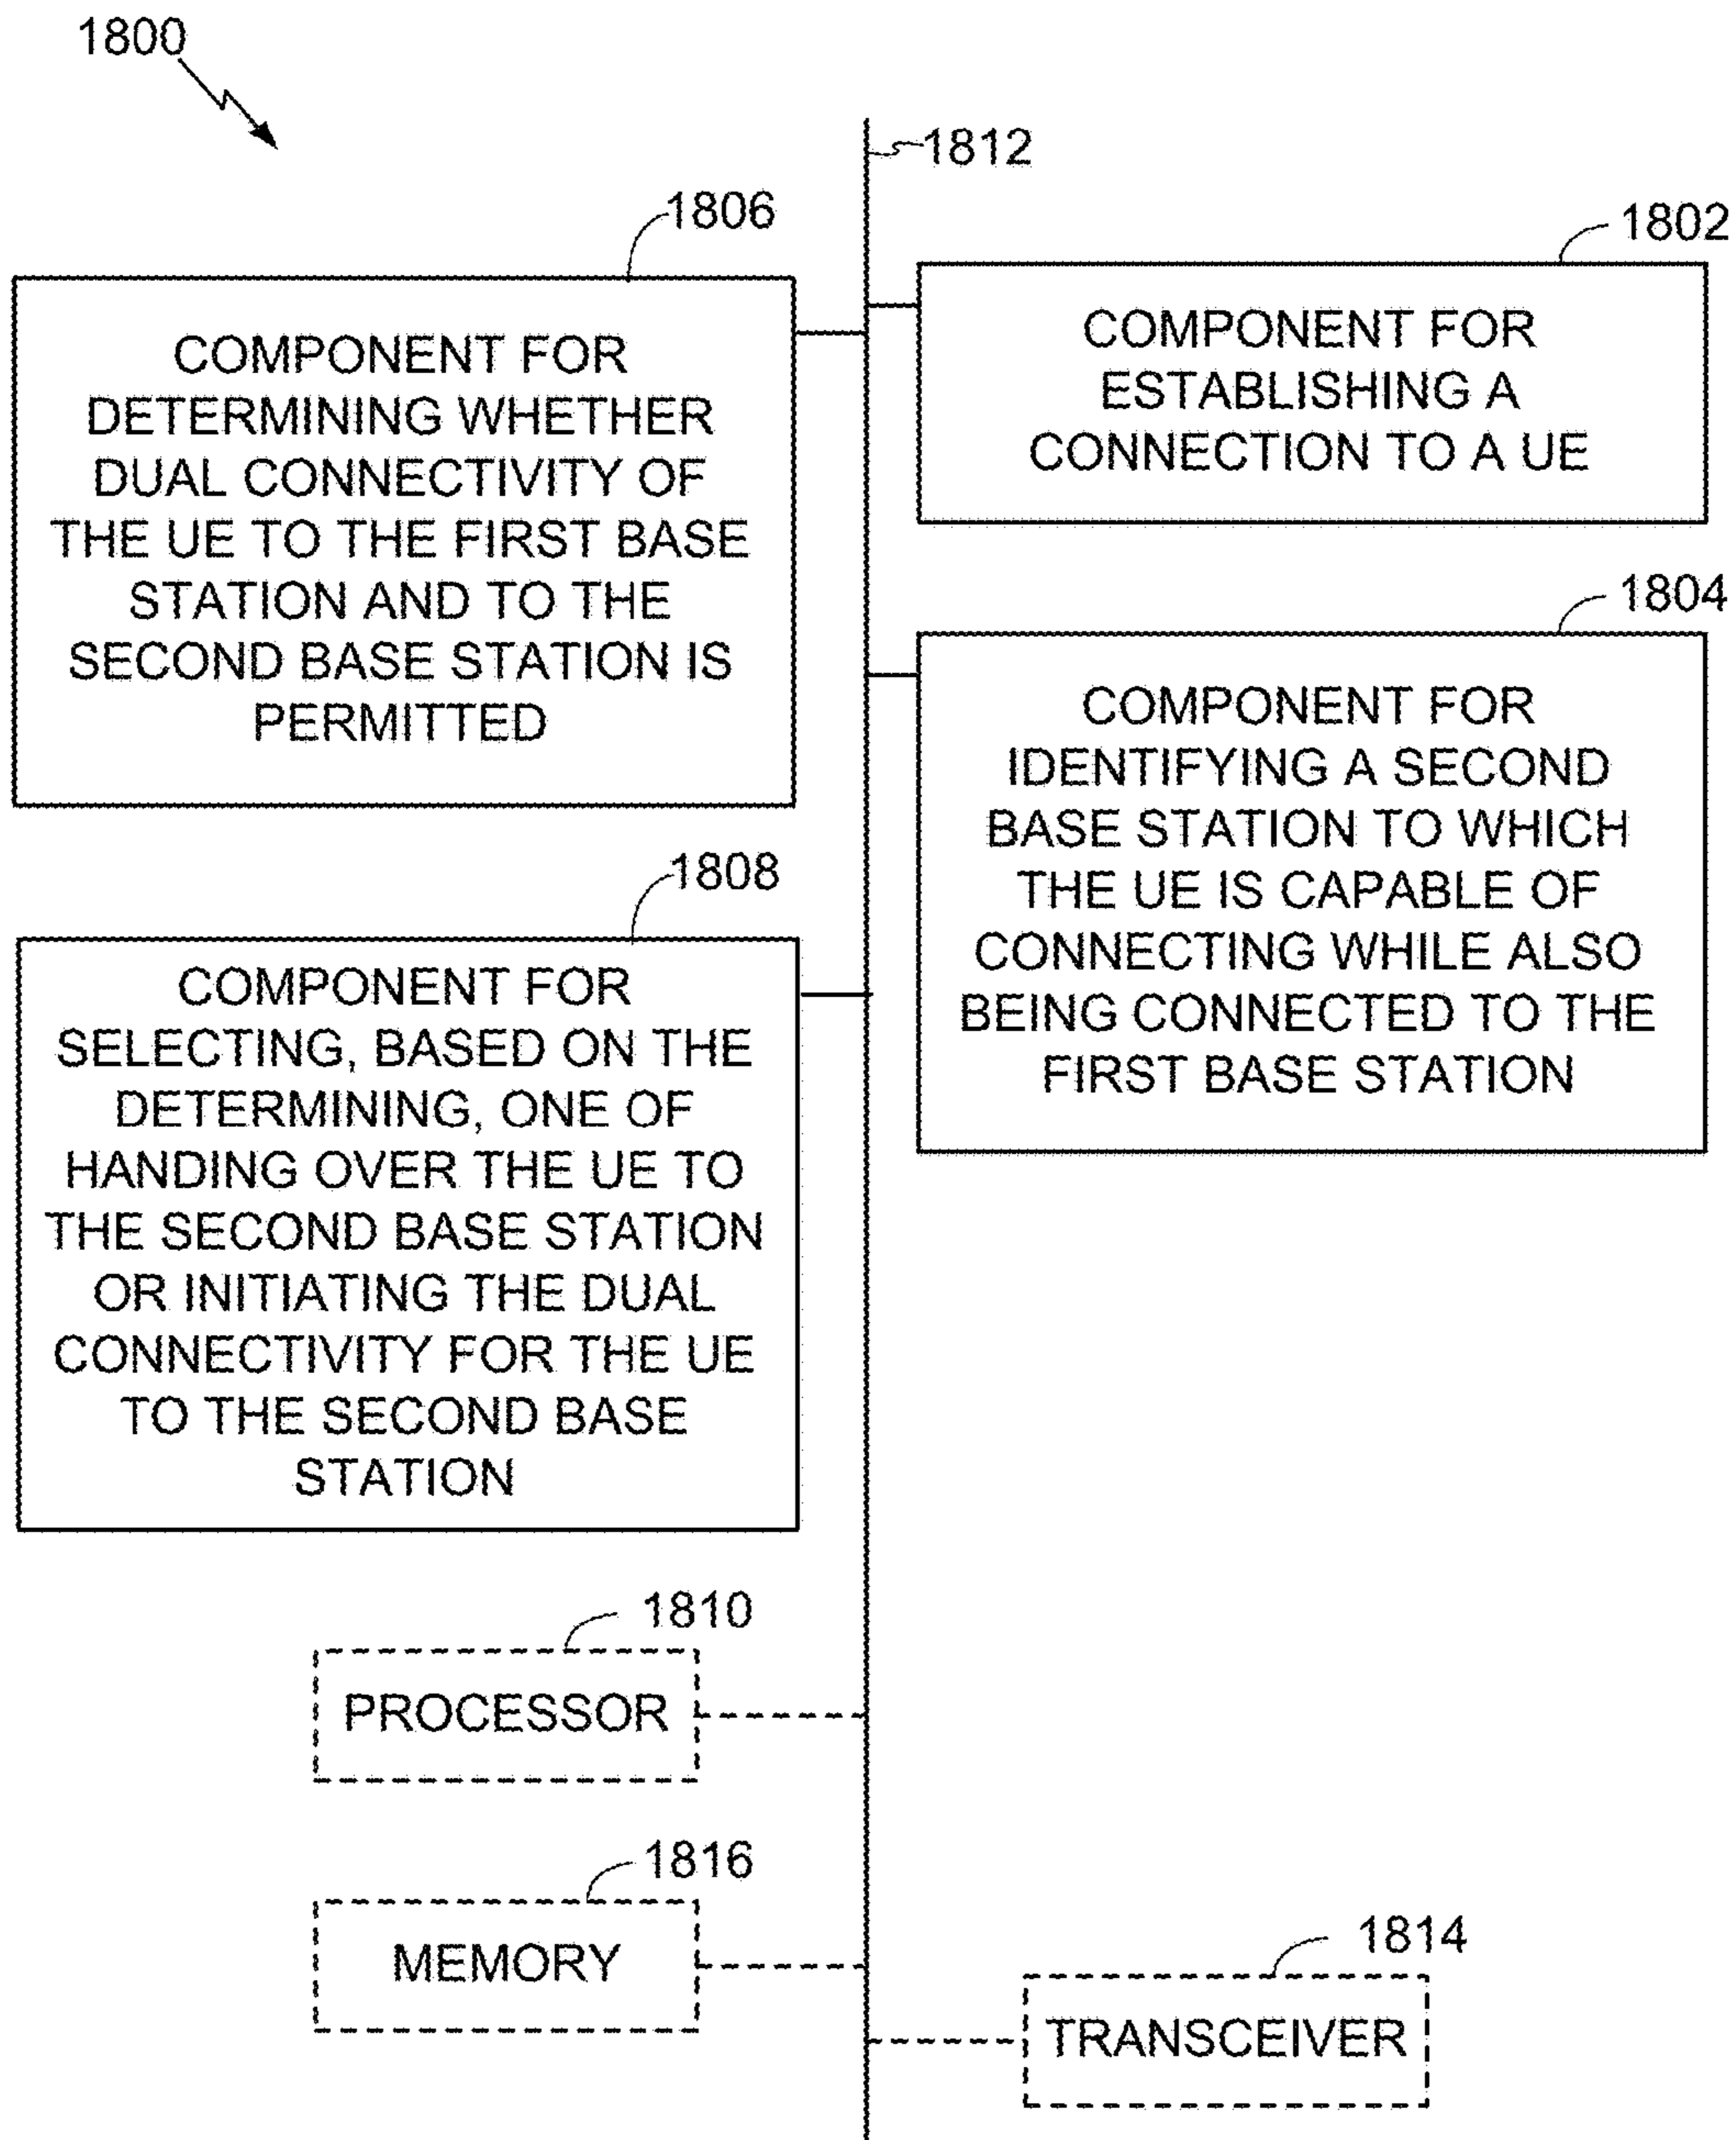 1800
1812
1806
COMPONENT FOR
DETERMINING WHETHER
DUAL CONNECTIVITY OF
THE UE TO THE FIRST BASE
STATION AND TO THE
SECOND BASE STATION IS
PERMITTED
1802
COMPONENT FOR
ESTABLISHING A
CONNECTION TO A UE
1804
COMPONENT FOR
IDENTIFYING A SECOND
BASE STATION TO WHICH
THE UE IS CAPABLE OF
CONNECTING WHILE ALSO
BEING CONNECTED TO THE
FIRST BASE STATION
1808
COMPONENT FOR
SELECTING, BASED ON THE
DETERMINING, ONE OF
HANDING OVER THE UE TO
THE SECOND BASE STATION
OR INITIATING THE DUAL
CONNECTIVITY FOR THE UE
TO THE SECOND BASE
STATION
1810
PROCESSOR
1816
MEMORY
1814
TRANSCEIVER